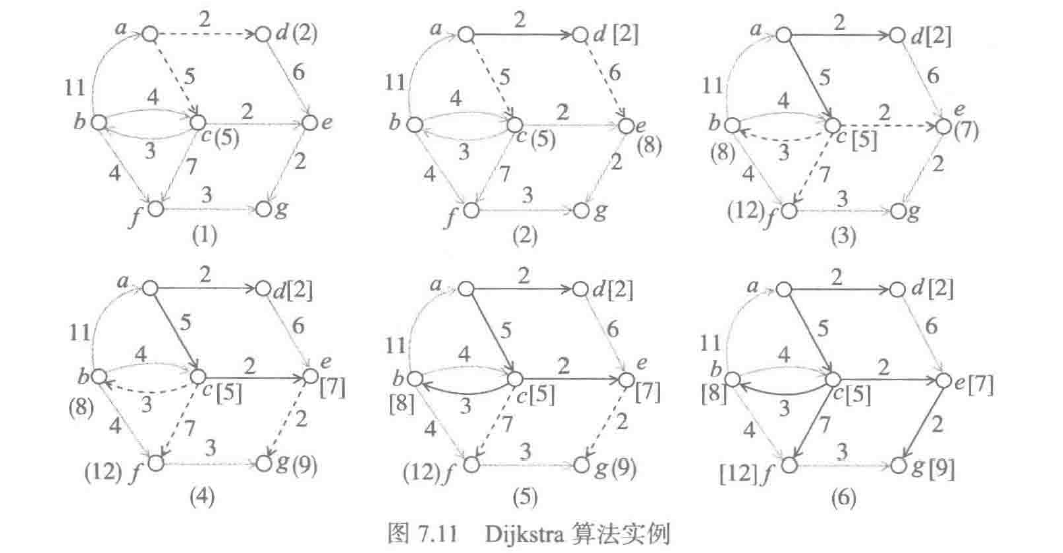 a 2 d(2)
11 5 6
b 4 c(5) 2 e
3
4 7 2
f 3 g
(1)
a 2 d[2]
11 5 6
b 4 c(5) 2 e
3 (8)
4 7 2
f 3 g
(2)
a 2 d[2]
11 5 6
b 4 c[5] 2 e
(8) 3 (7)
4 7 2
(12) f 3 g
(3)
a 2 d[2]
11 5 6
b 4 c[5] 2 e
(8) 3 [7]
4 7 2
(12) f 3 g(9)
(4)
a 2 d[2]
11 5 6
b 4 c[5] 2 e
[8] 3 [7]
4 7 2
(12) f 3 g(9)
(5)
a 2 d[2]
11 5 6
b 4 c[5] 2 e[7]
[8] 3
4 7 2
[12] f 3 g[9]
(6)
图 7.11 Dijkstra 算法实例